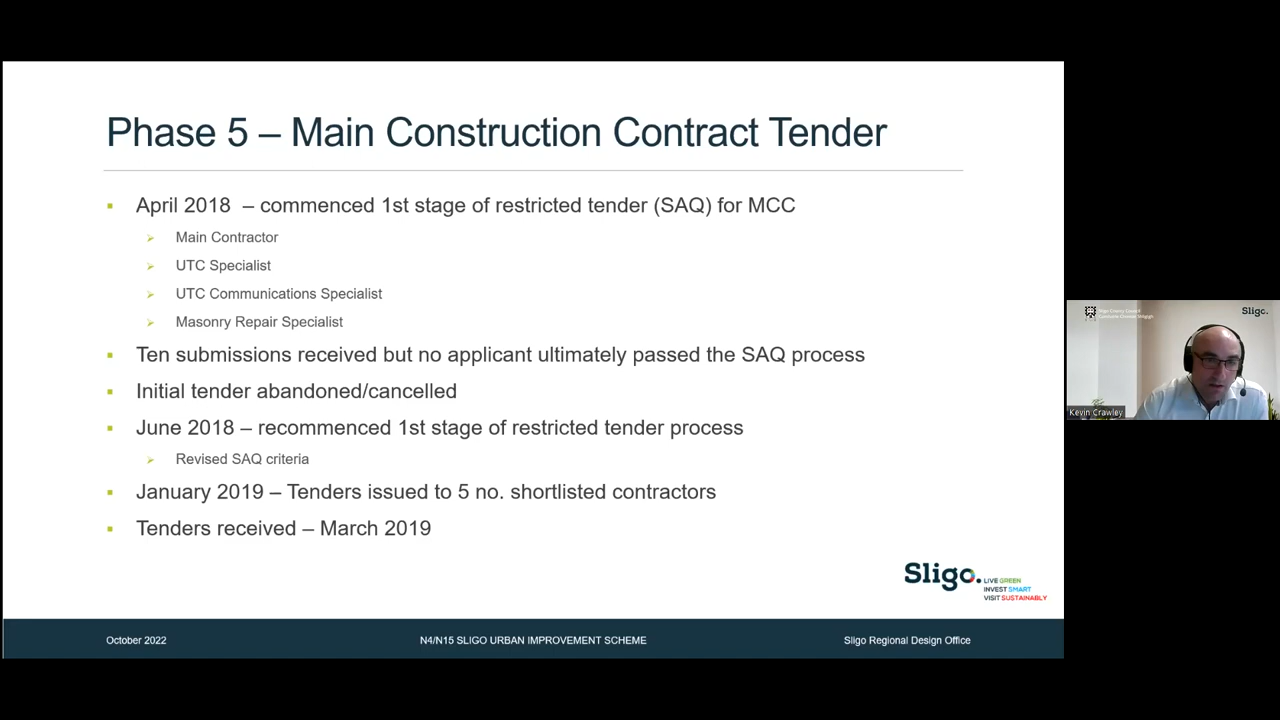 Phase 5 – Main Construction Contract Tender
April 2018 – commenced 1st stage of restricted tender (SAQ) for MCC
Main Contractor
UTC Specialist
UTC Communications Specialist
Masonry Repair Specialist
Ten submissions received but no applicant ultimately passed the SAQ process
Initial tender abandoned/cancelled
June 2018 – recommenced 1st stage of restricted tender process
Revised SAQ criteria
January 2019 – Tenders issued to 5 no. shortlisted contractors
Tenders received – March 2019
Sligo.
LIVE GREEN
INVEST SMART
VISIT SUSTAINABLY
October 2022
N4/N15 SLIGO URBAN IMPROVEMENT SCHEME
Sligo Regional Design Office
Sligo County Council
Sligo.
Kevin Crawley